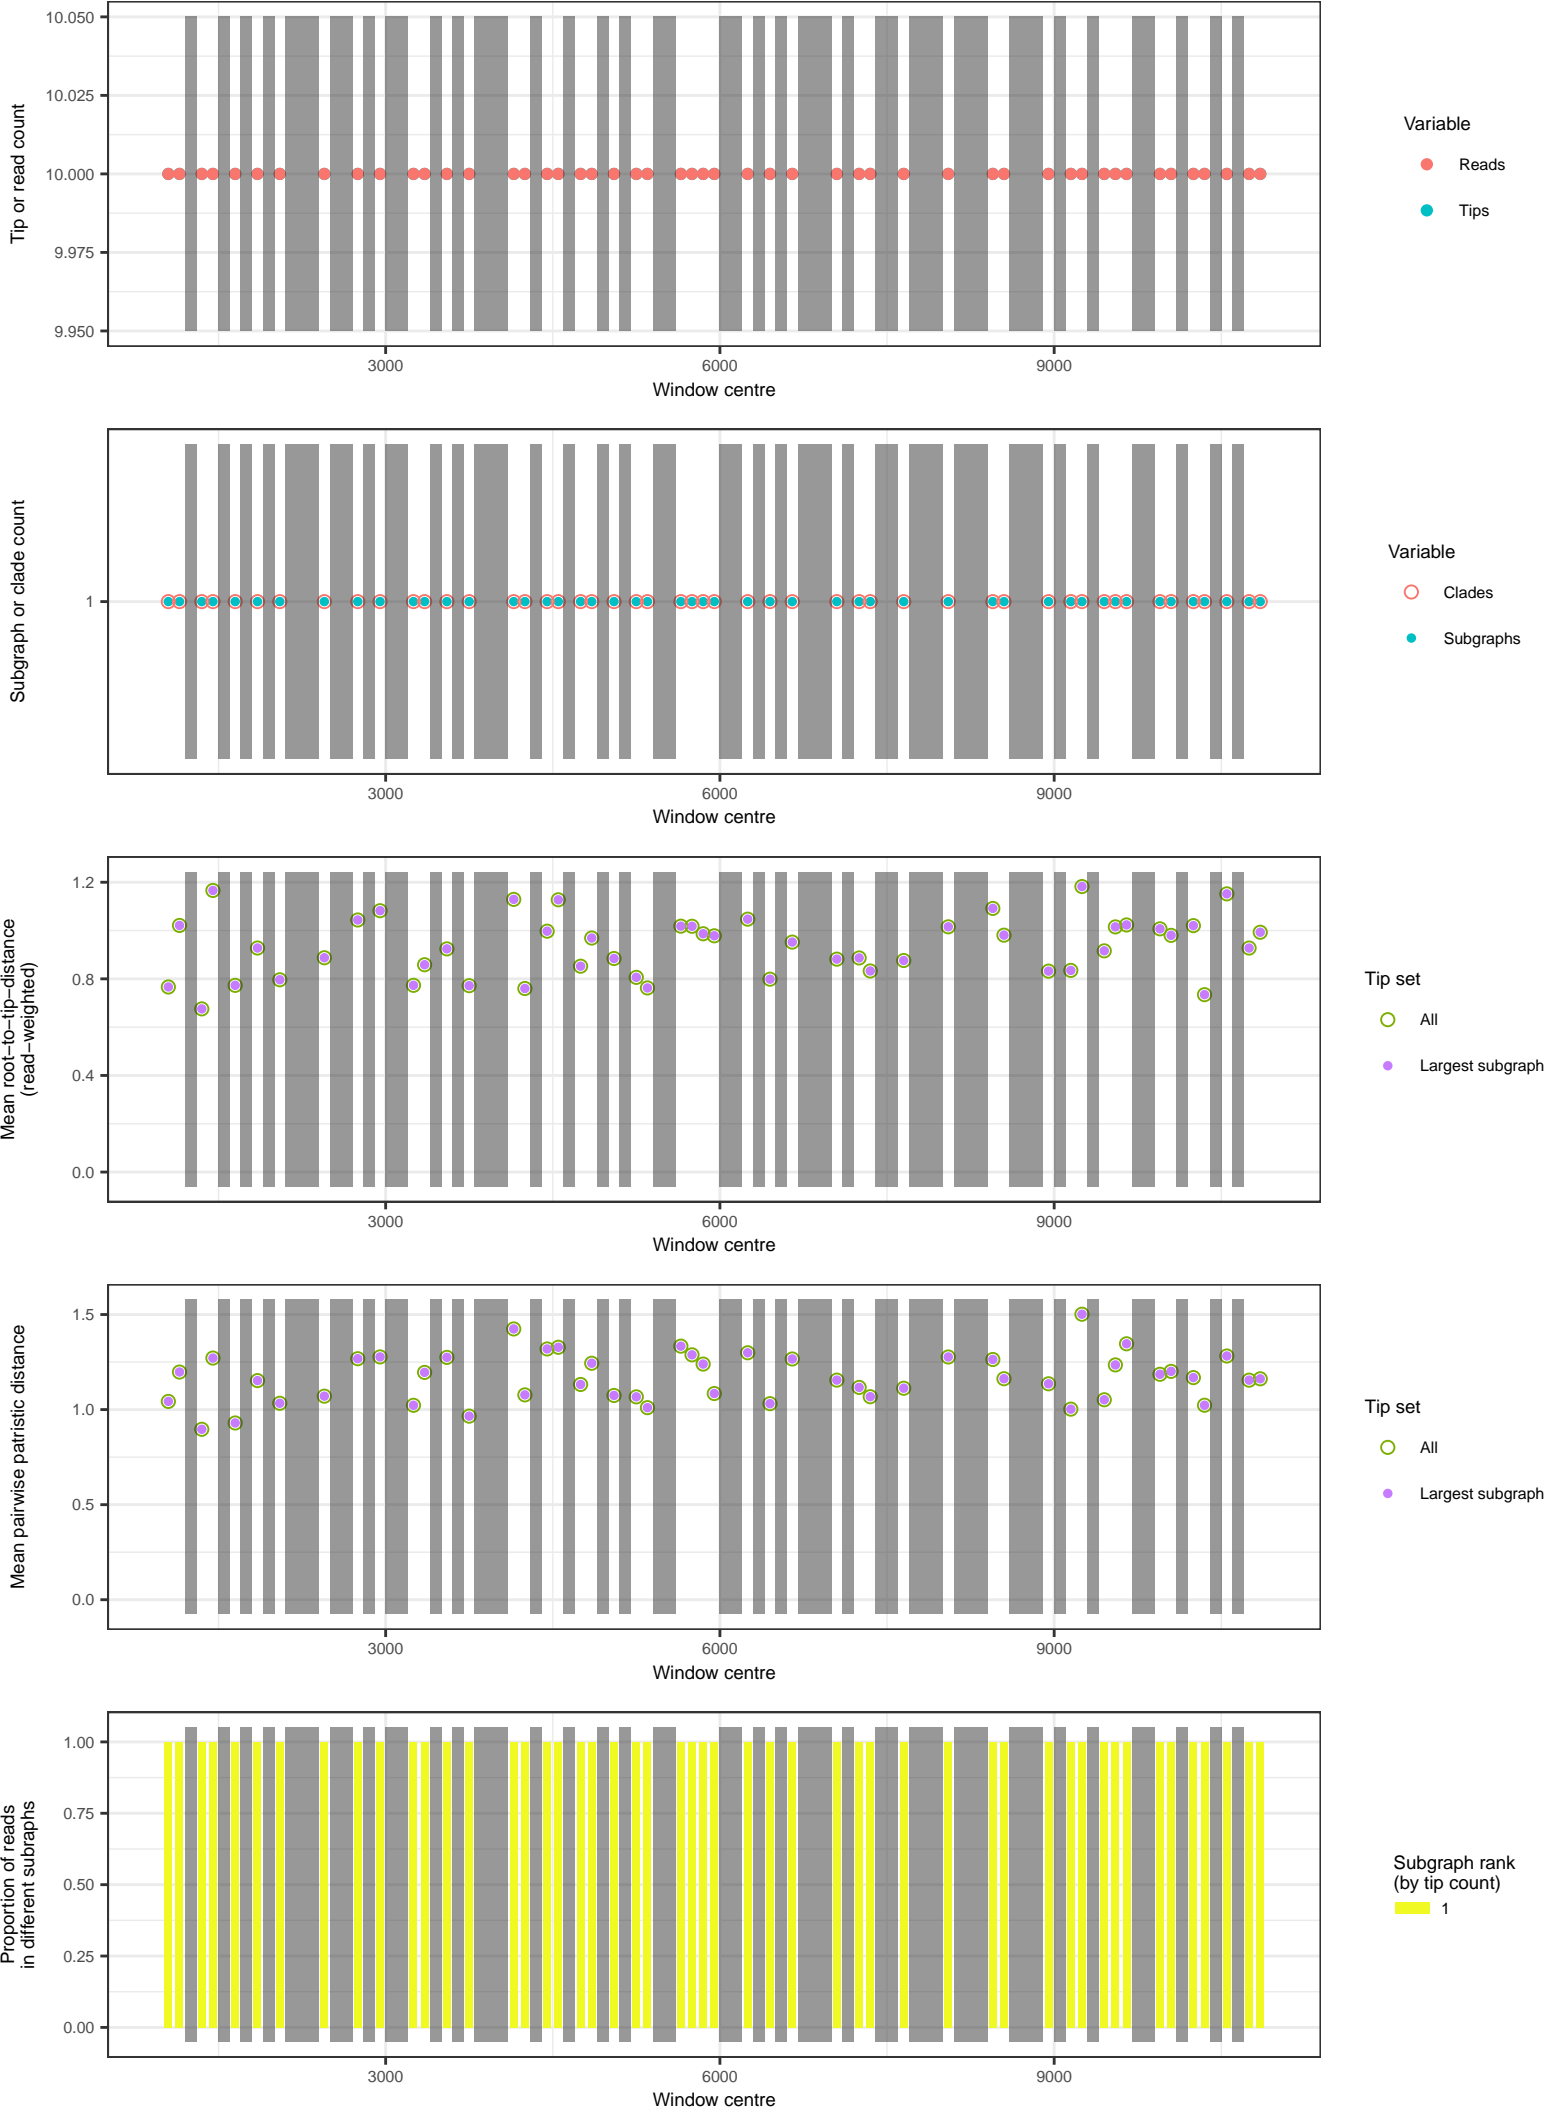 10.050
10.025
10.000
9.975
9.950
Tip or read count
3000
6000
9000
Window centre
Variable
Reads
Tips
1
Subgraph or clade count
3000
6000
9000
Window centre
Variable
Clades
Subgraphs
1.2
0.8
0.4
0.0
Mean root−to−tip−distance
(read−weighted)
3000
6000
9000
Window centre
Tip set
All
Largest subgraph
1.5
1.0
0.5
0.0
Mean pairwise patristic distance
3000
6000
9000
Window centre
Tip set
All
Largest subgraph
1.00
0.75
0.50
0.25
0.00
Proportion of reads
in different subraphs
3000
6000
9000
Window centre
Subgraph rank
(by tip count)
1